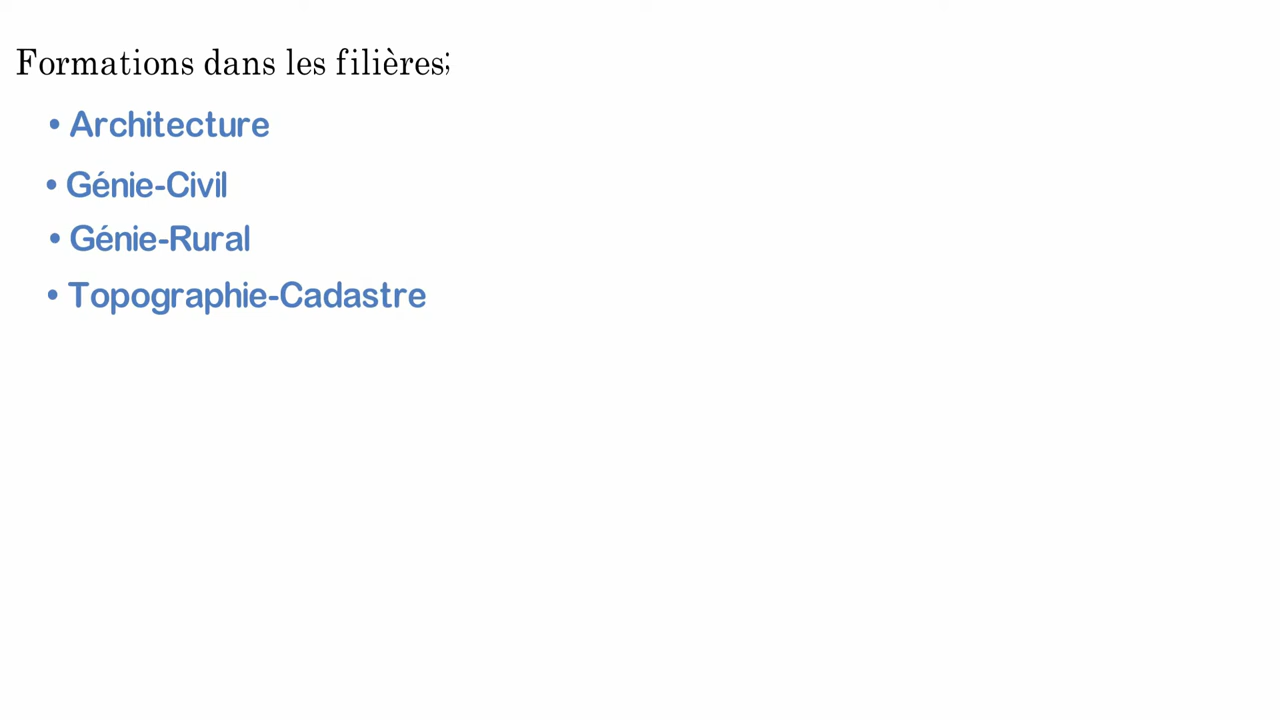 Formations dans les filières;
• Architecture
• Génie-Civil
• Génie-Rural
• Topographie-Cadastre